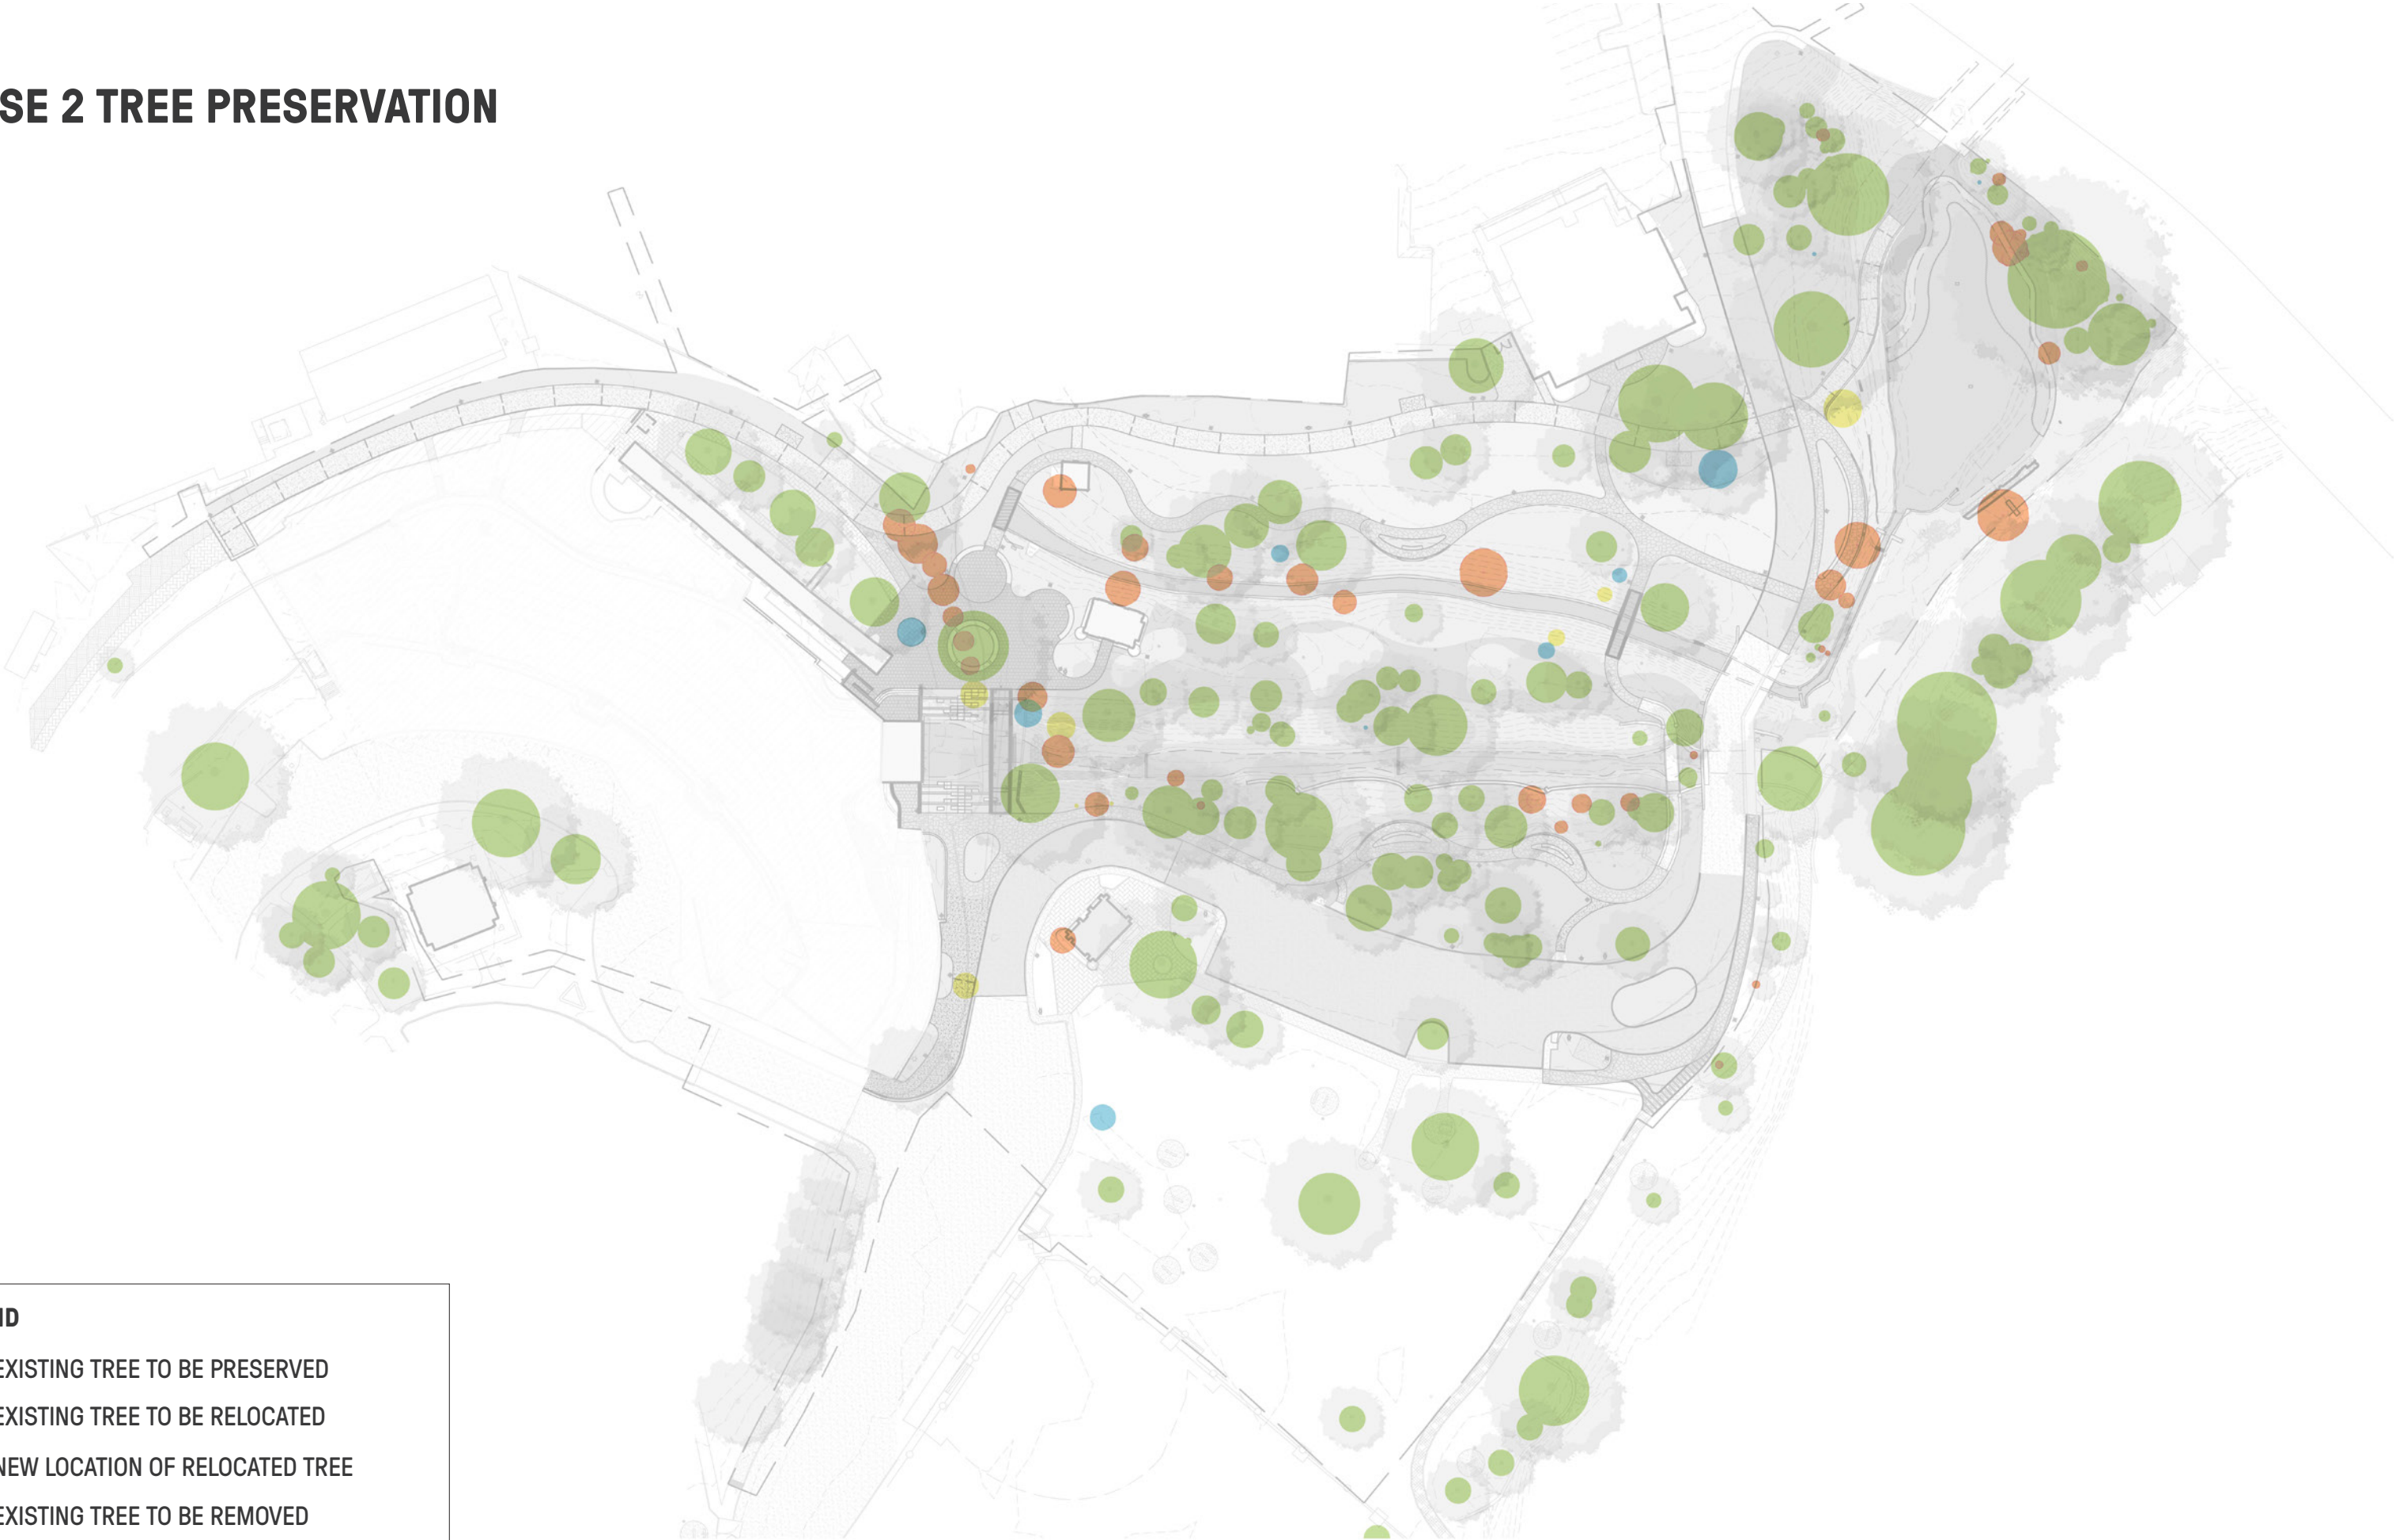 SE 2 TREE PRESERVATION
ND
EXISTING TREE TO BE PRESERVED
EXISTING TREE TO BE RELOCATED
NEW LOCATION OF RELOCATED TREE
EXISTING TREE TO BE REMOVED